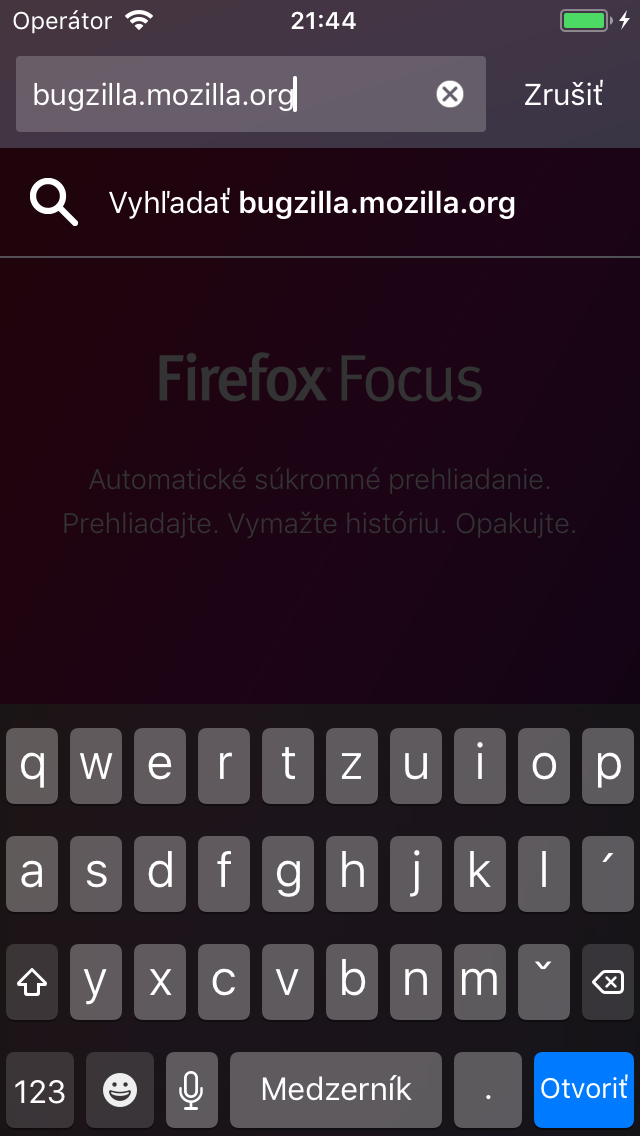 Operátor 21:44
bugzilla.mozilla.org Zrušiť
Vyhľadať bugzilla.mozilla.org
Firefox Focus
Automatické súkromné prehliadanie.
Prehliadajte. Vymažte históriu. Opakujte.
q w e r t z u i o p
a s d f g h j k l ´
y x c v b n m ˇ
123 Medzerník . Otvoriť